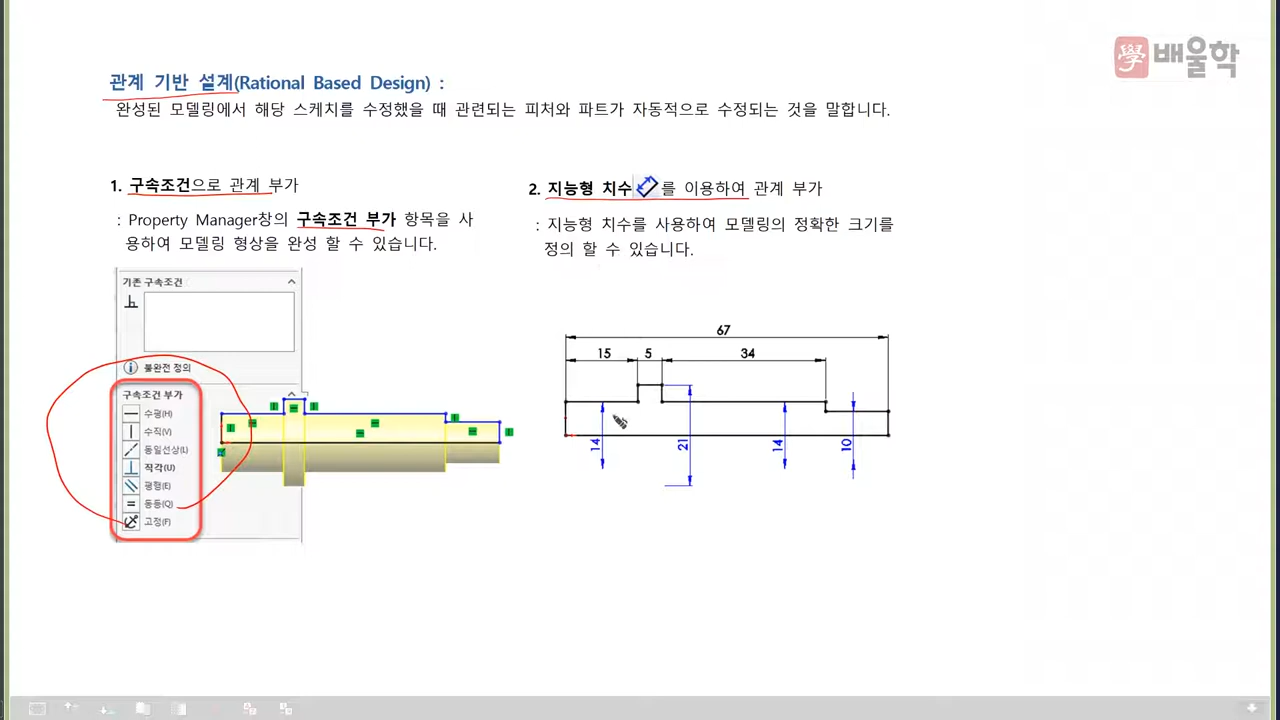 學 배울학
관계 기반 설계(Rational Based Design) :
완성된 모델링에서 해당 스케치를 수정했을 때 관련되는 피처와 파트가 자동적으로 수정되는 것을 말합니다.
1. 구속조건으로 관계 부가
: Property Manager창의 구속조건 부가 항목을 사
용하여 모델링 형상을 완성 할 수 있습니다.
기존 구속조건
불완전 정의
구속조건 부가
수평(H)
수직(V)
동일선상(L)
직각(U)
평행(E)
동등(Q)
고정(F)
2. 지능형 치수를 이용하여 관계 부가
: 지능형 치수를 사용하여 모델링의 정확한 크기를
정의 할 수 있습니다.
67
15 5 34
14 21 14 10